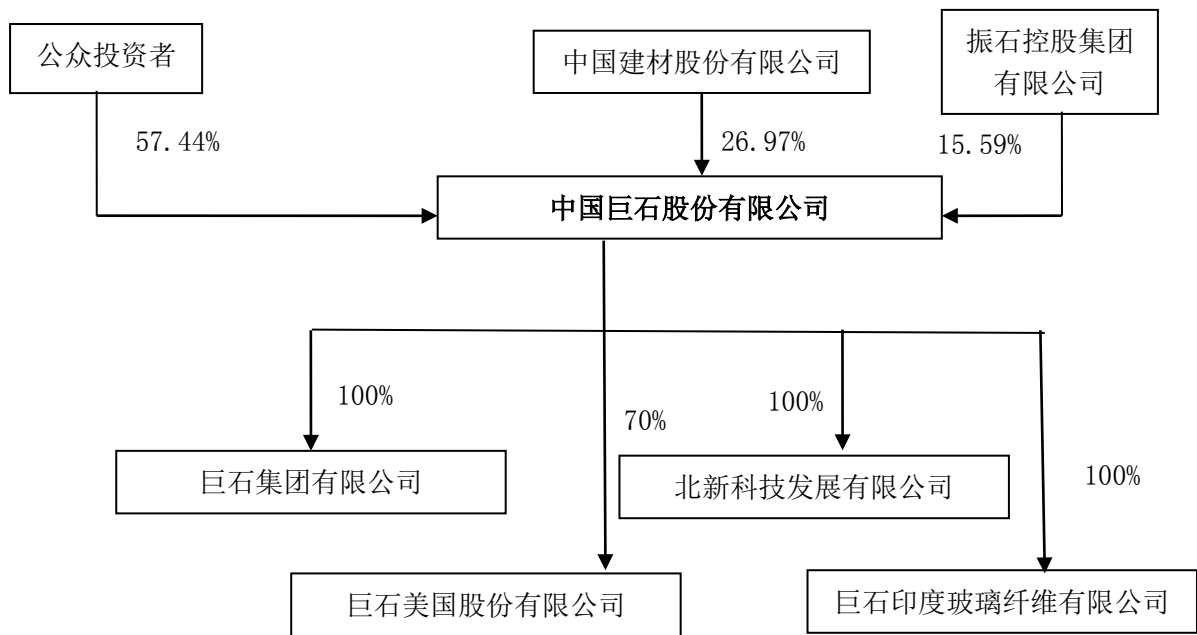 公众投资者
中国建材股份有限公司
振石控股集团
有限公司
57.44%
26.97%
15.59%
中国巨石股份有限公司
100%
70%
100%
100%
巨石集团有限公司
北新科技发展有限公司
巨石美国股份有限公司
巨石印度玻璃纤维有限公司